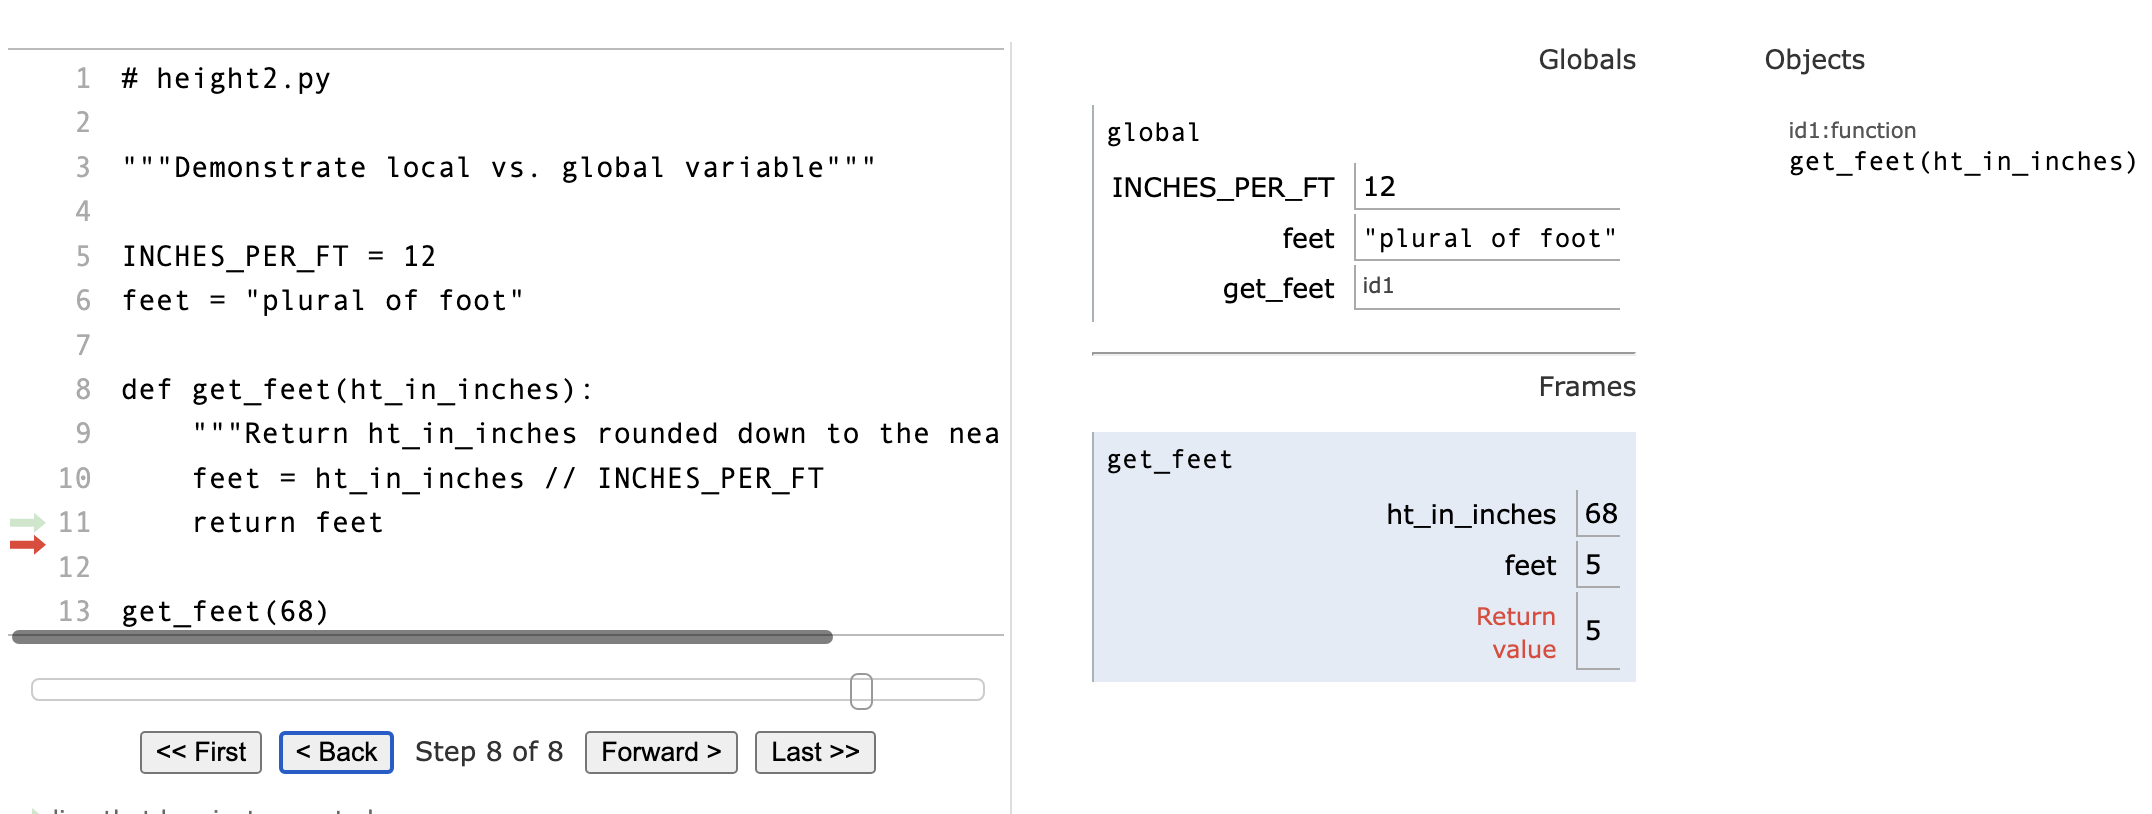 1 # height2.py
2
3 """Demonstrate local vs. global variable"""
4
5 INCHES_PER_FT = 12
6 feet = "plural of foot"
7
8 def get_feet(ht_in_inches):
9     """Return ht_in_inches rounded down to the nea
10     feet = ht_in_inches // INCHES_PER_FT
11     return feet
12
13 get_feet(68)
<< First < Back Step 8 of 8 Forward > Last >>
Globals
global
INCHES_PER_FT 12
feet "plural of foot"
get_feet id1
Frames
get_feet
ht_in_inches 68
feet 5
Return
value 5
Objects
id1:function
get_feet(ht_in_inches)